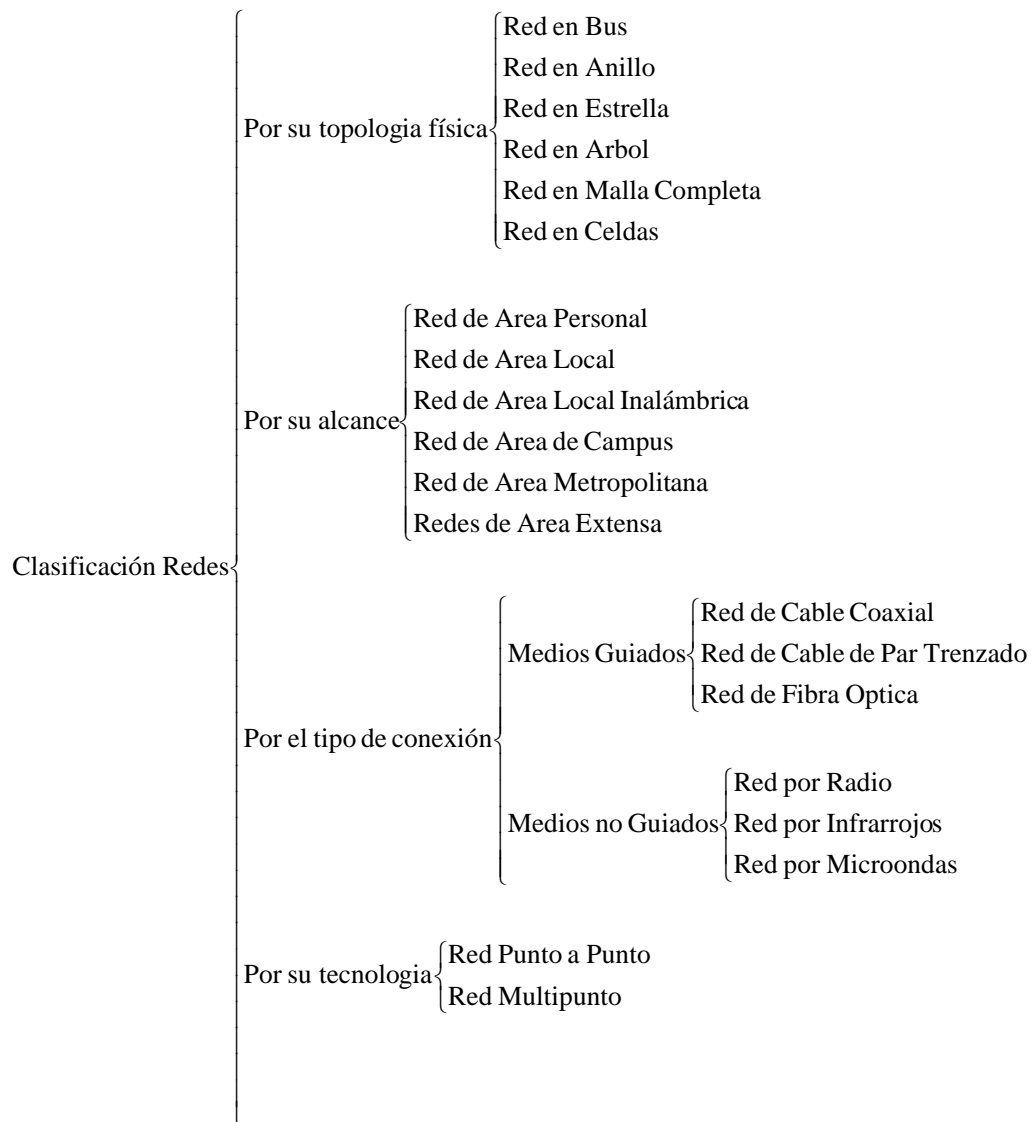 Clasificación Redes
Por su topologia física
Red en Bus
Red en Anillo
Red en Estrella
Red en Arbol
Red en Malla Completa
Red en Celdas
Por su alcance
Red de Area Personal
Red de Area Local
Red de Area Local Inalámbrica
Red de Area de Campus
Red de Area Metropolitana
Redes de Area Extensa
Por el tipo de conexión
Medios Guiados
Red de Cable Coaxial
Red de Cable de Par Trenzado
Red de Fibra Optica
Medios no Guiados
Red por Radio
Red por Infrarrojos
Red por Microondas
Por su tecnologia
Red Punto a Punto
Red Multipunto